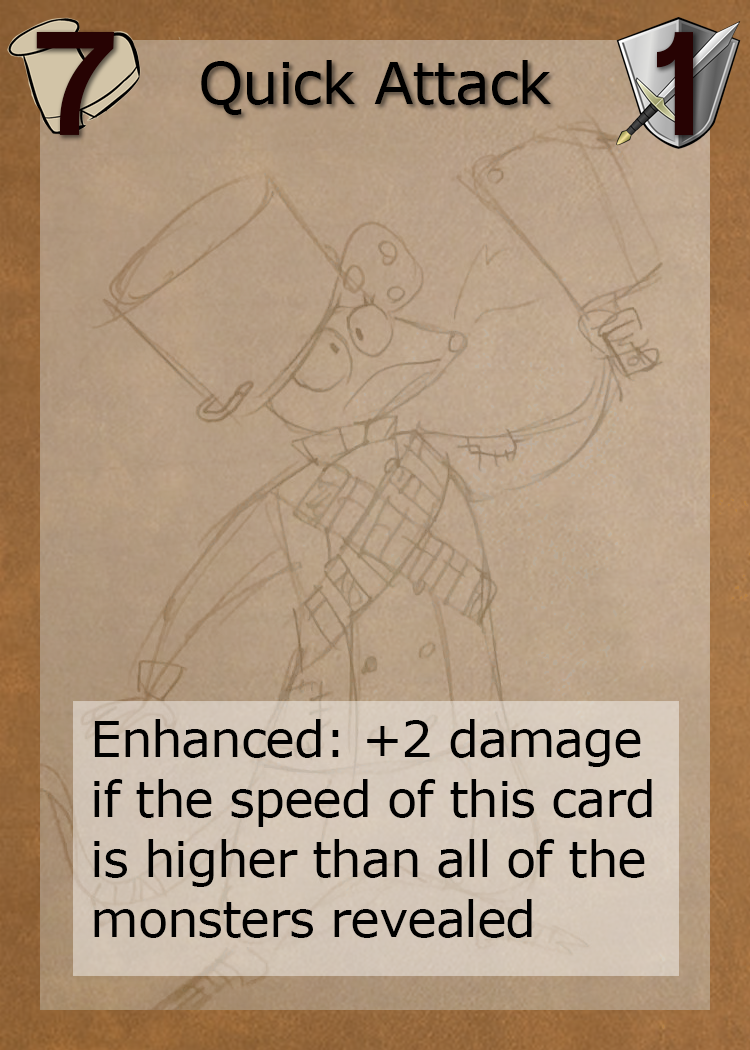 7
Quick Attack
1
Enhanced: +2 damage
if the speed of this card
is higher than all of the
monsters revealed